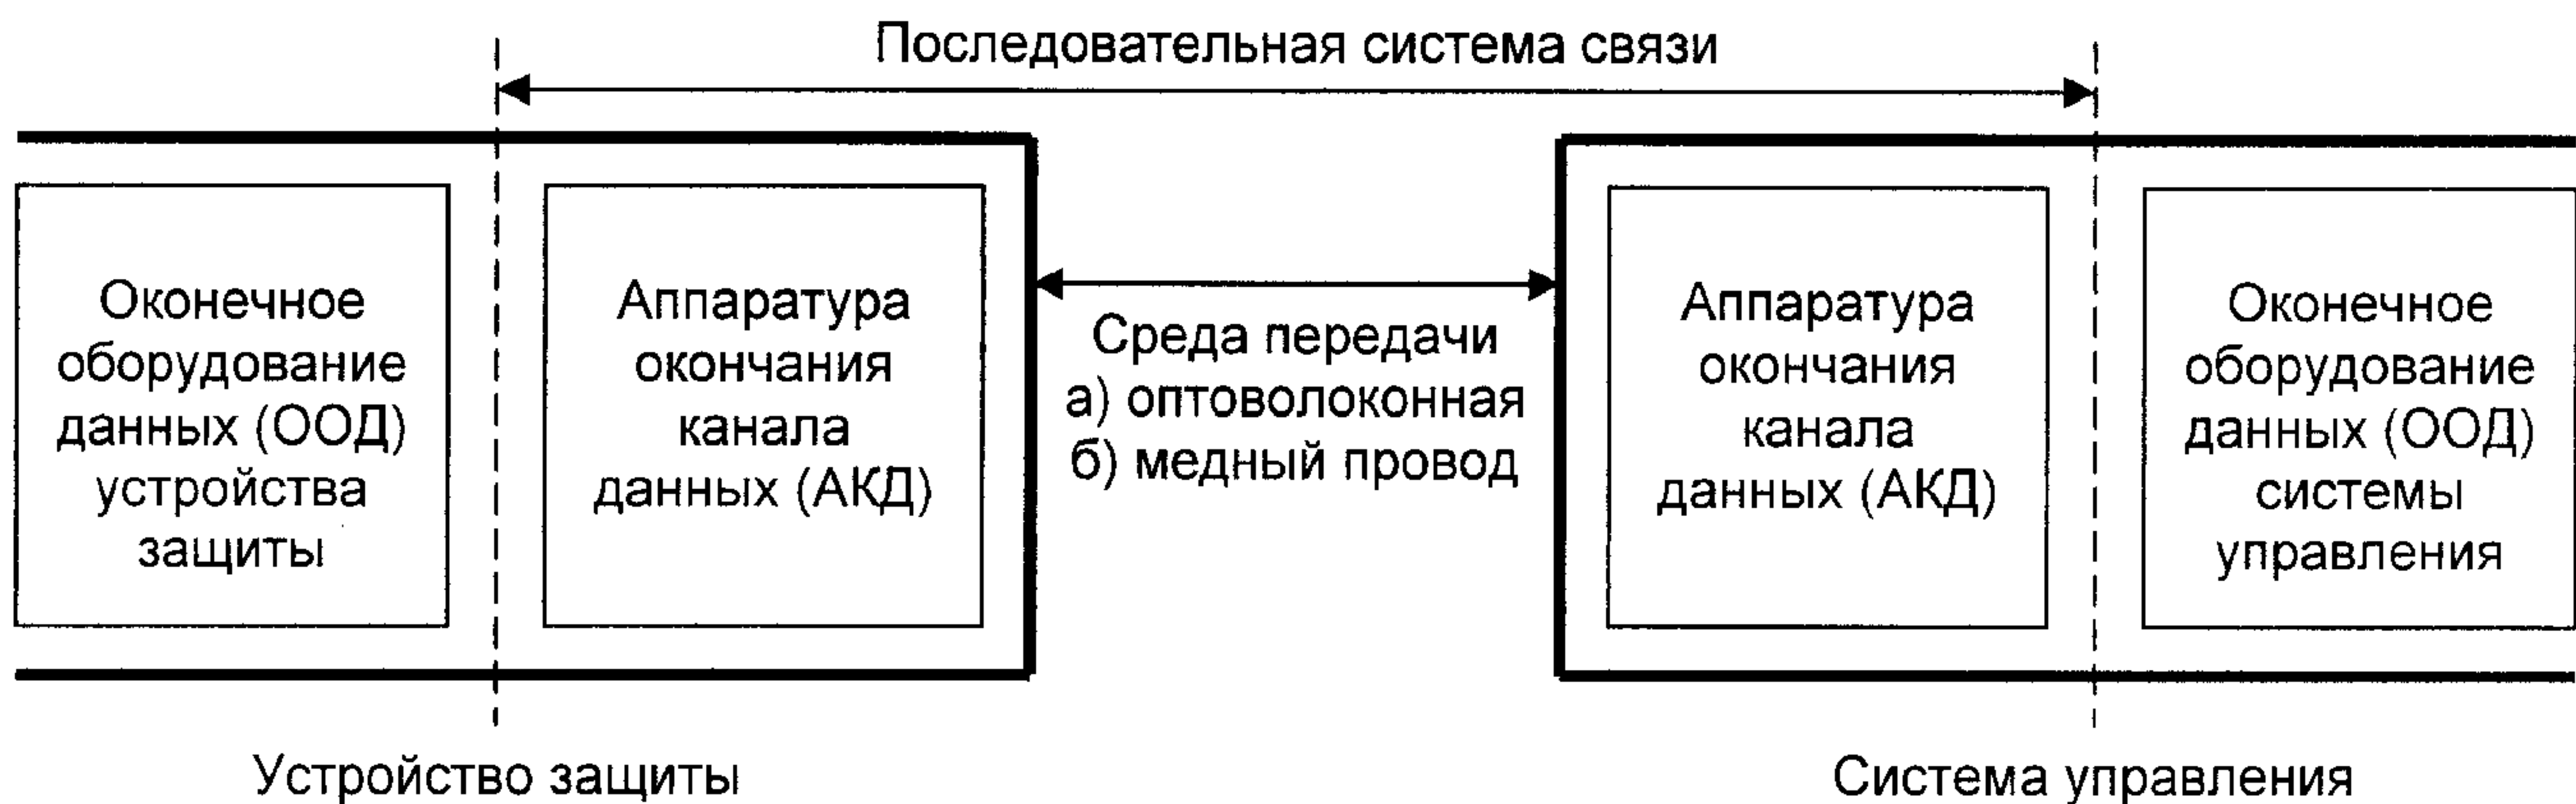 Последовательная система связи
Оконечное
оборудование
данных (ООД)
устройства
защиты
Аппаратура
окончания
канала
данных (АКД)
Среда передачи
а) оптоволоконная
б) медный провод
Аппаратура
окончания
канала
данных (АКД)
Оконечное
оборудование
данных (ООД)
системы
управления
Устройство защиты
Система управления